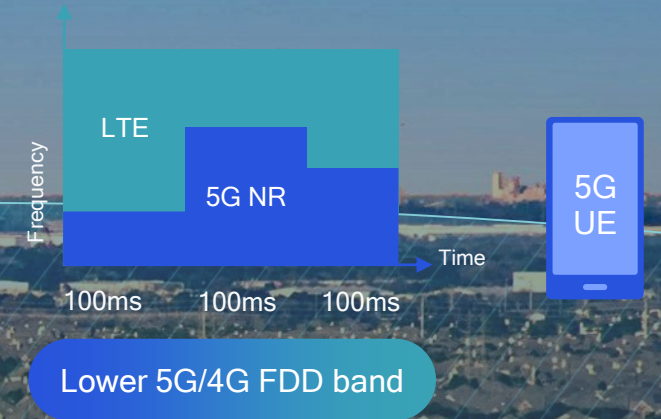 Frequency
LTE
5G NR
Time
100ms 100ms 100ms
5G
UE
Lower 5G/4G FDD band